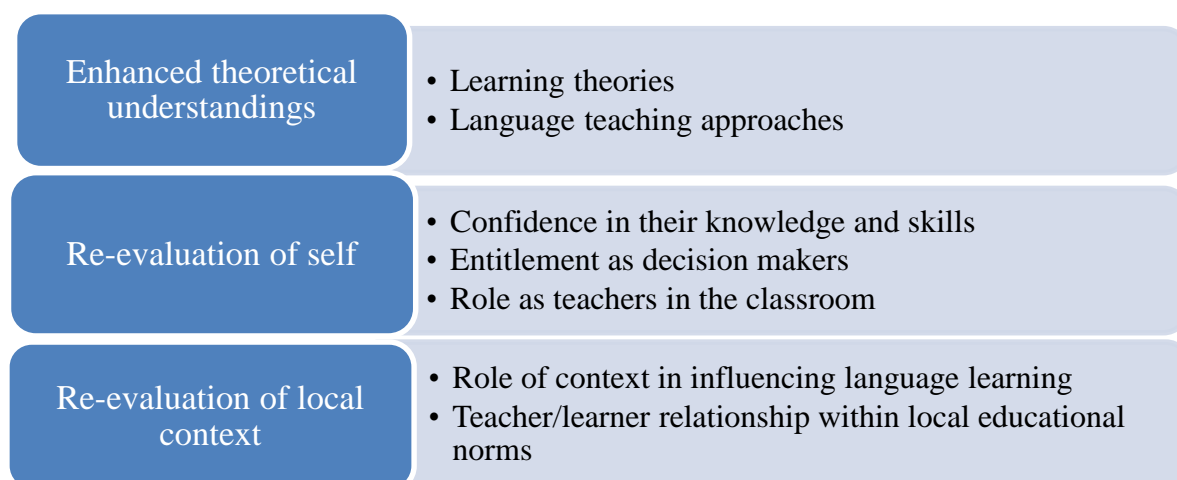 Enhanced theoretical
understandings
• Learning theories
• Language teaching approaches
Re-evaluation of self
• Confidence in their knowledge and skills
• Entitlement as decision makers
• Role as teachers in the classroom
Re-evaluation of local
context
• Role of context in influencing language learning
• Teacher/learner relationship within local educational
norms